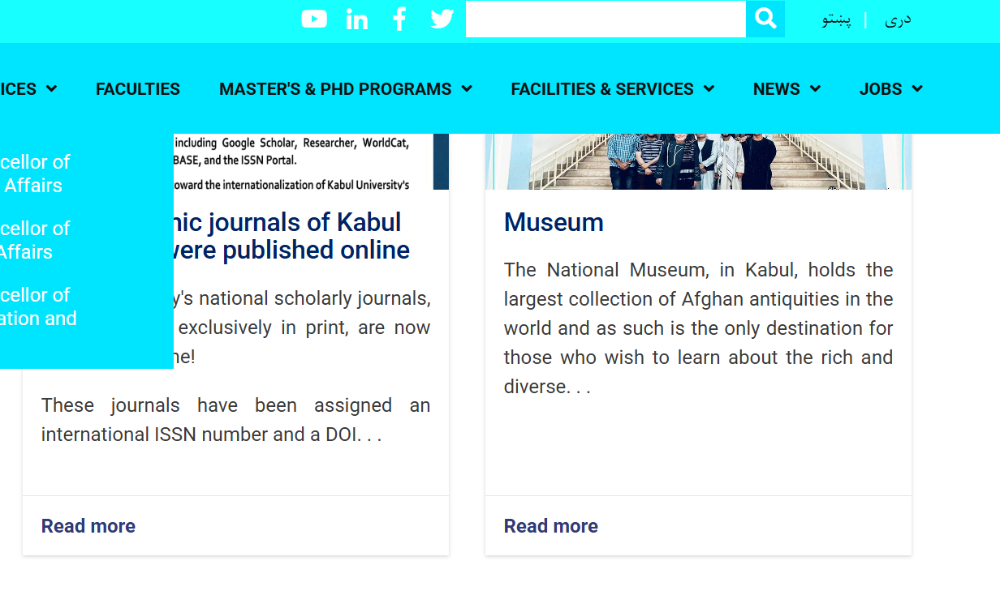 پښتو | دری
ICES FACULTIES MASTER'S & PHD PROGRAMS FACILITIES & SERVICES NEWS JOBS
cellor of
Affairs
cellor of
Affairs
cellor of
ation and
including Google Scholar, Researcher, WorldCat,
BASE, and the ISSN Portal.
toward the internationalization of Kabul University's
nic journals of Kabul
were published online
y's national scholarly journals,
exclusively in print, are now
ne!
These journals have been assigned an
international ISSN number and a DOI. . .
Read more
Museum
The National Museum, in Kabul, holds the
largest collection of Afghan antiquities in the
world and as such is the only destination for
those who wish to learn about the rich and
diverse. . .
Read more